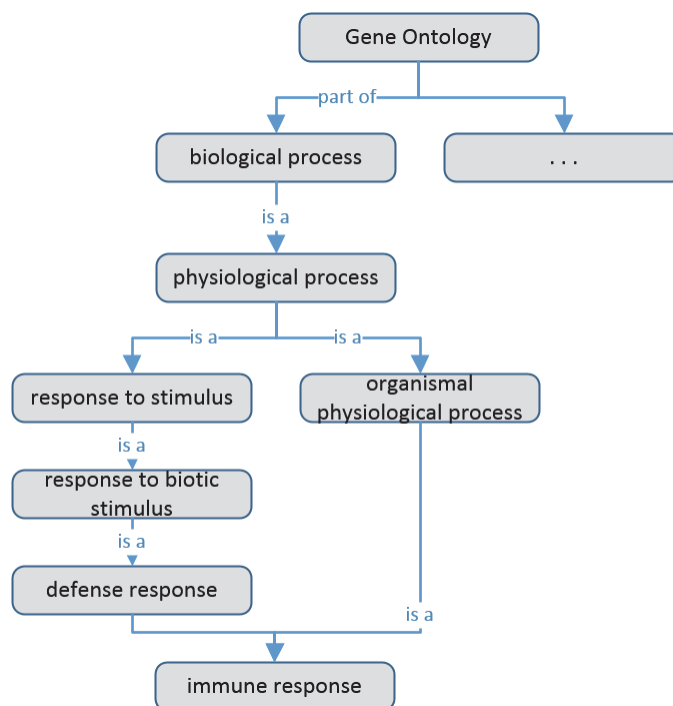 Gene Ontology
part of
biological process
. . .
is a
physiological process
is a
is a
response to stimulus
organismal
physiological process
is a
response to biotic
stimulus
is a
defense response
is a
immune response